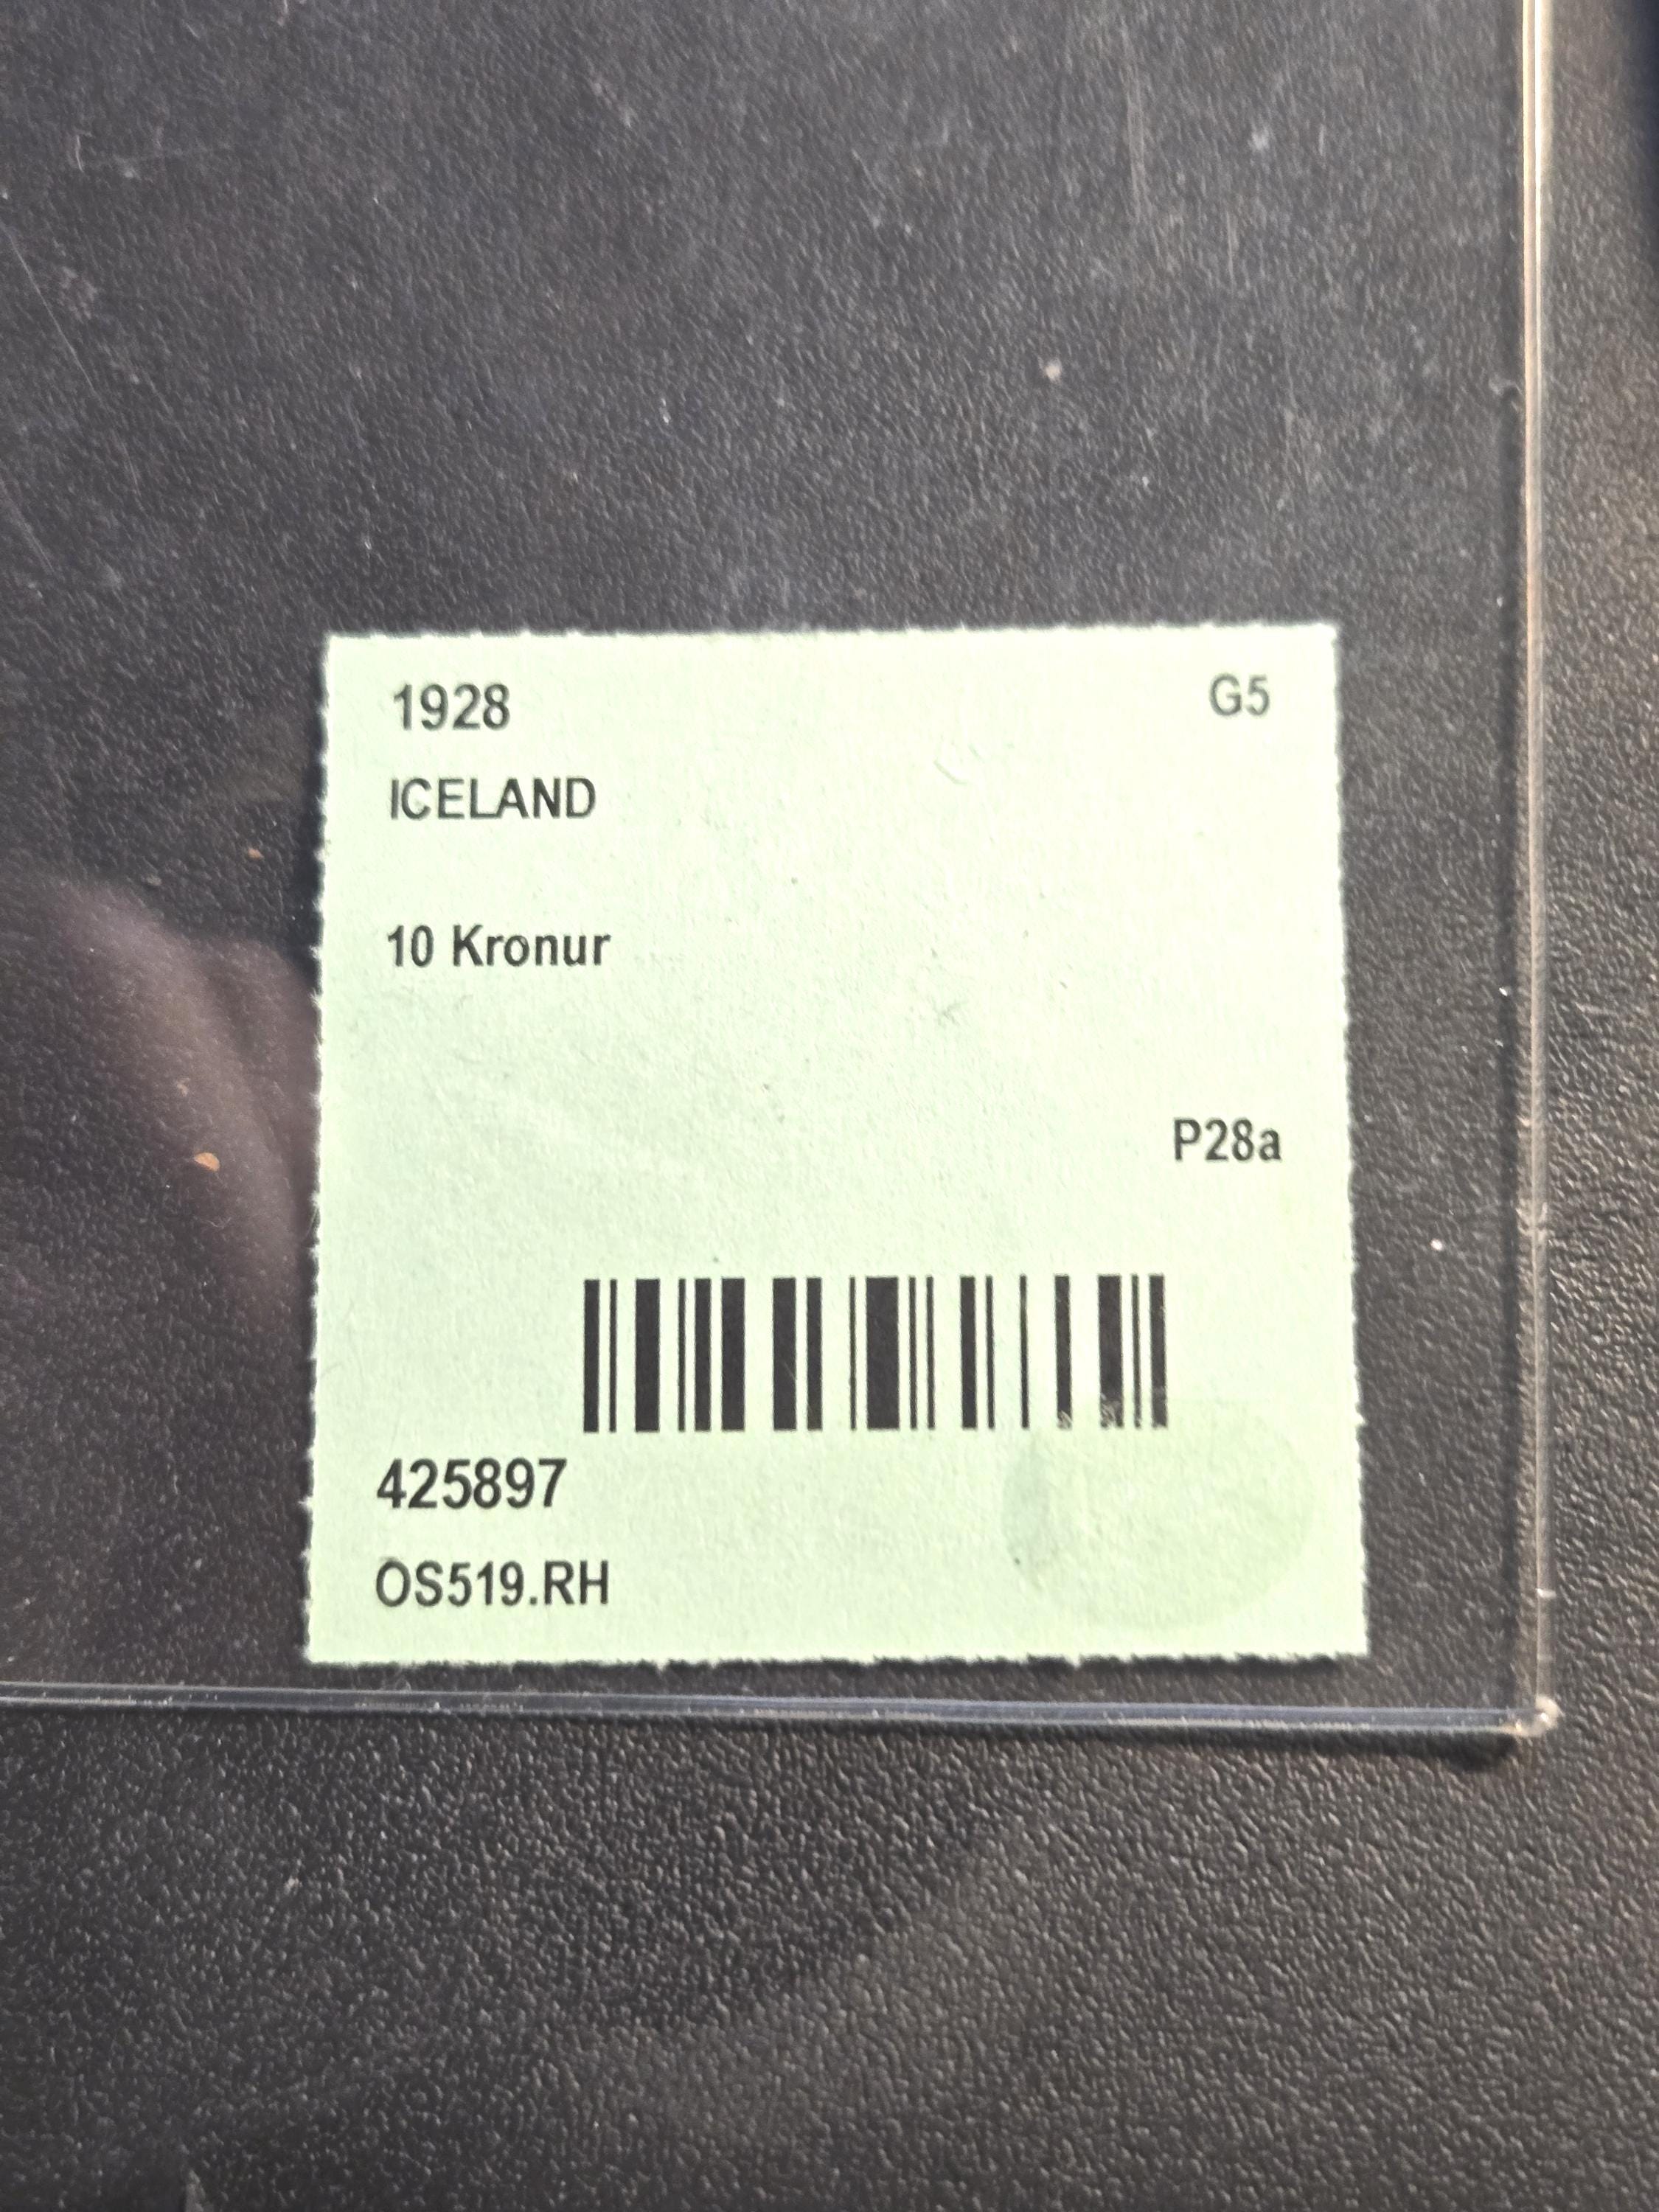 1928 G5
ICELAND
10 Kronur
P28a
425897
OS519.RH